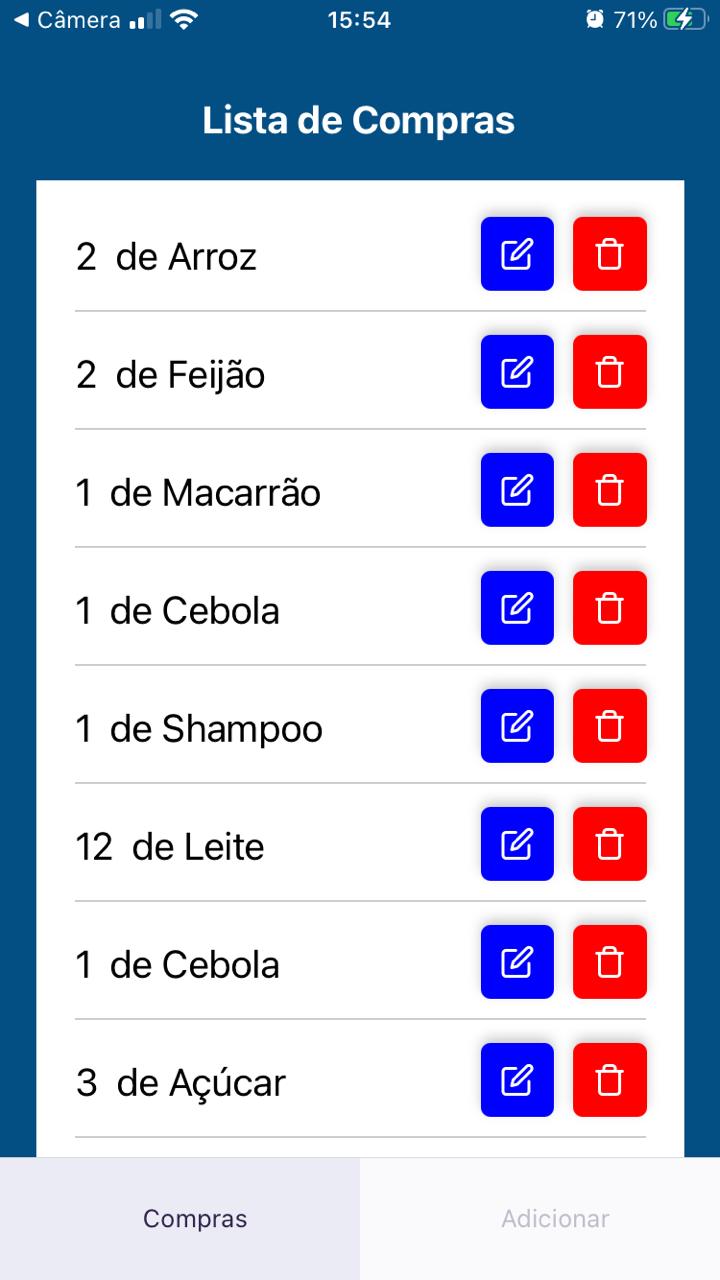 ◀ Câmera 15:54 71%
Lista de Compras
2 de Arroz
2 de Feijão
1 de Macarrão
1 de Cebola
1 de Shampoo
12 de Leite
1 de Cebola
3 de Açúcar
Compras Adicionar